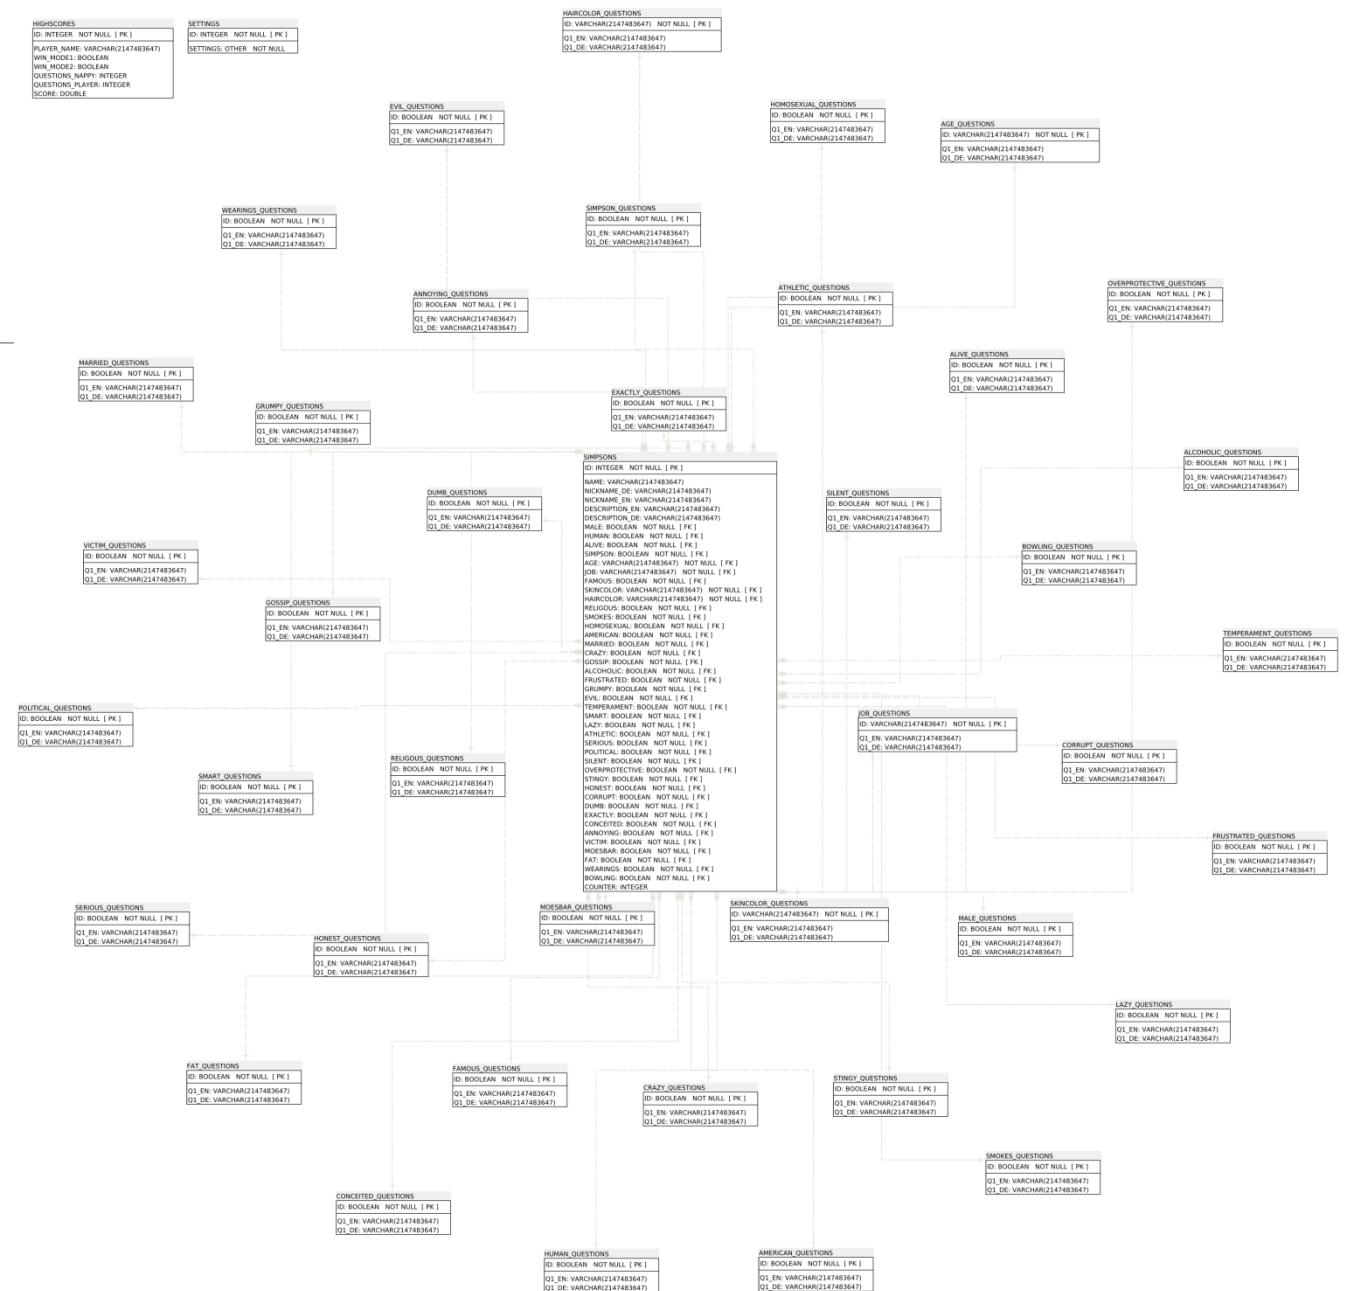 HIGHSCORES
ID: INTEGER NOT NULL [ PK ]
PLAYER_NAME: VARCHAR(2147483647)
WIN_MODE1: BOOLEAN
WIN_MODE2: BOOLEAN
QUESTIONS_NAPPY: INTEGER
QUESTIONS_PLAYER: INTEGER
SCORE: DOUBLE
SETTINGS
ID: INTEGER NOT NULL [ PK ]
SETTINGS: OTHER NOT NULL
HAIRCOLOR_QUESTIONS
ID: VARCHAR(2147483647) NOT NULL [ PK ]
Q1_EN: VARCHAR(2147483647)
Q1_DE: VARCHAR(2147483647)
EVIL_QUESTIONS
ID: BOOLEAN NOT NULL [ PK ]
Q1_EN: VARCHAR(2147483647)
Q1_DE: VARCHAR(2147483647)
HOMOSEXUAL_QUESTIONS
ID: BOOLEAN NOT NULL [ PK ]
Q1_EN: VARCHAR(2147483647)
Q1_DE: VARCHAR(2147483647)
AGE_QUESTIONS
ID: VARCHAR(2147483647) NOT NULL [ PK ]
Q1_EN: VARCHAR(2147483647)
Q1_DE: VARCHAR(2147483647)
WEARINGS_QUESTIONS
ID: BOOLEAN NOT NULL [ PK ]
Q1_EN: VARCHAR(2147483647)
Q1_DE: VARCHAR(2147483647)
SIMPSON_QUESTIONS
ID: BOOLEAN NOT NULL [ PK ]
Q1_EN: VARCHAR(2147483647)
Q1_DE: VARCHAR(2147483647)
ANNOYING_QUESTIONS
ID: BOOLEAN NOT NULL [ PK ]
Q1_EN: VARCHAR(2147483647)
Q1_DE: VARCHAR(2147483647)
ATHLETIC_QUESTIONS
ID: BOOLEAN NOT NULL [ PK ]
Q1_EN: VARCHAR(2147483647)
Q1_DE: VARCHAR(2147483647)
OVERPROTECTIVE_QUESTIONS
ID: BOOLEAN NOT NULL [ PK ]
Q1_EN: VARCHAR(2147483647)
Q1_DE: VARCHAR(2147483647)
MARRIED_QUESTIONS
ID: BOOLEAN NOT NULL [ PK ]
Q1_EN: VARCHAR(2147483647)
Q1_DE: VARCHAR(2147483647)
ALIVE_QUESTIONS
ID: BOOLEAN NOT NULL [ PK ]
Q1_EN: VARCHAR(2147483647)
Q1_DE: VARCHAR(2147483647)
GRUMPY_QUESTIONS
ID: BOOLEAN NOT NULL [ PK ]
Q1_EN: VARCHAR(2147483647)
Q1_DE: VARCHAR(2147483647)
EXACTLY_QUESTIONS
ID: BOOLEAN NOT NULL [ PK ]
Q1_EN: VARCHAR(2147483647)
Q1_DE: VARCHAR(2147483647)
ALCOHOLIC_QUESTIONS
ID: BOOLEAN NOT NULL [ PK ]
Q1_EN: VARCHAR(2147483647)
Q1_DE: VARCHAR(2147483647)
SIMPSONS
ID: INTEGER NOT NULL [ PK ]
NAME: VARCHAR(2147483647)
NICKNAME_DE: VARCHAR(2147483647)
NICKNAME_EN: VARCHAR(2147483647)
DESCRIPTION_EN: VARCHAR(2147483647)
DESCRIPTION_DE: VARCHAR(2147483647)
MALE: BOOLEAN NOT NULL [ FK ]
HUMAN: BOOLEAN NOT NULL [ FK ]
ALIVE: BOOLEAN NOT NULL [ FK ]
SIMPSON: BOOLEAN NOT NULL [ FK ]
AGE: VARCHAR(2147483647) NOT NULL [ FK ]
JOB: VARCHAR(2147483647) NOT NULL [ FK ]
FAMOUS: BOOLEAN NOT NULL [ FK ]
SKINCOLOR: VARCHAR(2147483647) NOT NULL [ FK ]
HAIRCOLOR: VARCHAR(2147483647) NOT NULL [ FK ]
RELIGOUS: BOOLEAN NOT NULL [ FK ]
SMOKES: BOOLEAN NOT NULL [ FK ]
HOMOSEXUAL: BOOLEAN NOT NULL [ FK ]
AMERICAN: BOOLEAN NOT NULL [ FK ]
MARRIED: BOOLEAN NOT NULL [ FK ]
CRAZY: BOOLEAN NOT NULL [ FK ]
GOSSIP: BOOLEAN NOT NULL [ FK ]
ALCOHOLIC: BOOLEAN NOT NULL [ FK ]
FRUSTRATED: BOOLEAN NOT NULL [ FK ]
GRUMPY: BOOLEAN NOT NULL [ FK ]
EVIL: BOOLEAN NOT NULL [ FK ]
TEMPERAMENT: BOOLEAN NOT NULL [ FK ]
SMART: BOOLEAN NOT NULL [ FK ]
LAZY: BOOLEAN NOT NULL [ FK ]
ATHLETIC: BOOLEAN NOT NULL [ FK ]
SERIOUS: BOOLEAN NOT NULL [ FK ]
POLITICAL: BOOLEAN NOT NULL [ FK ]
SILENT: BOOLEAN NOT NULL [ FK ]
OVERPROTECTIVE: BOOLEAN NOT NULL [ FK ]
STINGY: BOOLEAN NOT NULL [ FK ]
HONEST: BOOLEAN NOT NULL [ FK ]
CORRUPT: BOOLEAN NOT NULL [ FK ]
DUMB: BOOLEAN NOT NULL [ FK ]
EXACTLY: BOOLEAN NOT NULL [ FK ]
CONCEITED: BOOLEAN NOT NULL [ FK ]
ANNOYING: BOOLEAN NOT NULL [ FK ]
VICTIM: BOOLEAN NOT NULL [ FK ]
MOESBAR: BOOLEAN NOT NULL [ FK ]
FAT: BOOLEAN NOT NULL [ FK ]
WEARINGS: BOOLEAN NOT NULL [ FK ]
BOWLING: BOOLEAN NOT NULL [ FK ]
COUNTER: INTEGER
DUMB_QUESTIONS
ID: BOOLEAN NOT NULL [ PK ]
Q1_EN: VARCHAR(2147483647)
Q1_DE: VARCHAR(2147483647)
SILENT_QUESTIONS
ID: BOOLEAN NOT NULL [ PK ]
Q1_EN: VARCHAR(2147483647)
Q1_DE: VARCHAR(2147483647)
VICTIM_QUESTIONS
ID: BOOLEAN NOT NULL [ PK ]
Q1_EN: VARCHAR(2147483647)
Q1_DE: VARCHAR(2147483647)
BOWLING_QUESTIONS
ID: BOOLEAN NOT NULL [ PK ]
Q1_EN: VARCHAR(2147483647)
Q1_DE: VARCHAR(2147483647)
GOSSIP_QUESTIONS
ID: BOOLEAN NOT NULL [ PK ]
Q1_EN: VARCHAR(2147483647)
Q1_DE: VARCHAR(2147483647)
TEMPERAMENT_QUESTIONS
ID: BOOLEAN NOT NULL [ PK ]
Q1_EN: VARCHAR(2147483647)
Q1_DE: VARCHAR(2147483647)
POLITICAL_QUESTIONS
ID: BOOLEAN NOT NULL [ PK ]
Q1_EN: VARCHAR(2147483647)
Q1_DE: VARCHAR(2147483647)
JOB_QUESTIONS
ID: VARCHAR(2147483647) NOT NULL [ PK ]
Q1_EN: VARCHAR(2147483647)
Q1_DE: VARCHAR(2147483647)
CORRUPT_QUESTIONS
ID: BOOLEAN NOT NULL [ PK ]
Q1_EN: VARCHAR(2147483647)
Q1_DE: VARCHAR(2147483647)
RELIGOUS_QUESTIONS
ID: BOOLEAN NOT NULL [ PK ]
Q1_EN: VARCHAR(2147483647)
Q1_DE: VARCHAR(2147483647)
SMART_QUESTIONS
ID: BOOLEAN NOT NULL [ PK ]
Q1_EN: VARCHAR(2147483647)
Q1_DE: VARCHAR(2147483647)
FRUSTRATED_QUESTIONS
ID: BOOLEAN NOT NULL [ PK ]
Q1_EN: VARCHAR(2147483647)
Q1_DE: VARCHAR(2147483647)
SERIOUS_QUESTIONS
ID: BOOLEAN NOT NULL [ PK ]
Q1_EN: VARCHAR(2147483647)
Q1_DE: VARCHAR(2147483647)
MOESBAR_QUESTIONS
ID: BOOLEAN NOT NULL [ PK ]
Q1_EN: VARCHAR(2147483647)
Q1_DE: VARCHAR(2147483647)
SKINCOLOR_QUESTIONS
ID: VARCHAR(2147483647) NOT NULL [ PK ]
Q1_EN: VARCHAR(2147483647)
Q1_DE: VARCHAR(2147483647)
MALE_QUESTIONS
ID: BOOLEAN NOT NULL [ PK ]
Q1_EN: VARCHAR(2147483647)
Q1_DE: VARCHAR(2147483647)
HONEST_QUESTIONS
ID: BOOLEAN NOT NULL [ PK ]
Q1_EN: VARCHAR(2147483647)
Q1_DE: VARCHAR(2147483647)
LAZY_QUESTIONS
ID: BOOLEAN NOT NULL [ PK ]
Q1_EN: VARCHAR(2147483647)
Q1_DE: VARCHAR(2147483647)
FAT_QUESTIONS
ID: BOOLEAN NOT NULL [ PK ]
Q1_EN: VARCHAR(2147483647)
Q1_DE: VARCHAR(2147483647)
FAMOUS_QUESTIONS
ID: BOOLEAN NOT NULL [ PK ]
Q1_EN: VARCHAR(2147483647)
Q1_DE: VARCHAR(2147483647)
CRAZY_QUESTIONS
ID: BOOLEAN NOT NULL [ PK ]
Q1_EN: VARCHAR(2147483647)
Q1_DE: VARCHAR(2147483647)
STINGY_QUESTIONS
ID: BOOLEAN NOT NULL [ PK ]
Q1_EN: VARCHAR(2147483647)
Q1_DE: VARCHAR(2147483647)
SMOKES_QUESTIONS
ID: BOOLEAN NOT NULL [ PK ]
Q1_EN: VARCHAR(2147483647)
Q1_DE: VARCHAR(2147483647)
CONCEITED_QUESTIONS
ID: BOOLEAN NOT NULL [ PK ]
Q1_EN: VARCHAR(2147483647)
Q1_DE: VARCHAR(2147483647)
HUMAN_QUESTIONS
ID: BOOLEAN NOT NULL [ PK ]
Q1_EN: VARCHAR(2147483647)
Q1_DE: VARCHAR(2147483647)
AMERICAN_QUESTIONS
ID: BOOLEAN NOT NULL [ PK ]
Q1_EN: VARCHAR(2147483647)
Q1_DE: VARCHAR(2147483647)